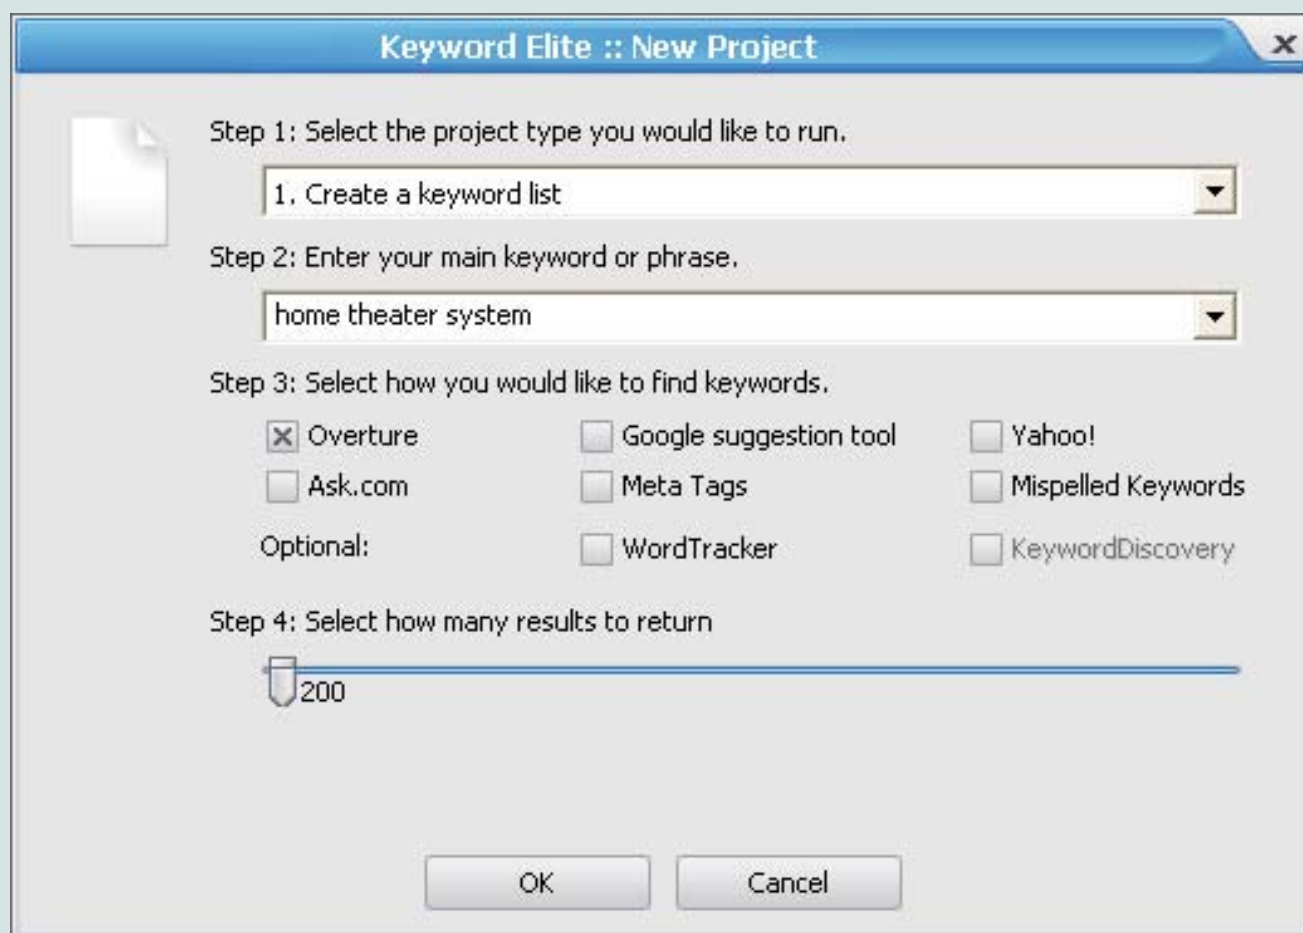 Keyword Elite :: New Project
Step 1: Select the project type you would like to run.
1. Create a keyword list
Step 2: Enter your main keyword or phrase.
home theater system
Step 3: Select how you would like to find keywords.
Overture Google suggestion tool Yahoo!
Ask.com Meta Tags Mispelled Keywords
Optional: WordTracker KeywordDiscovery
Step 4: Select how many results to return
200
OK Cancel